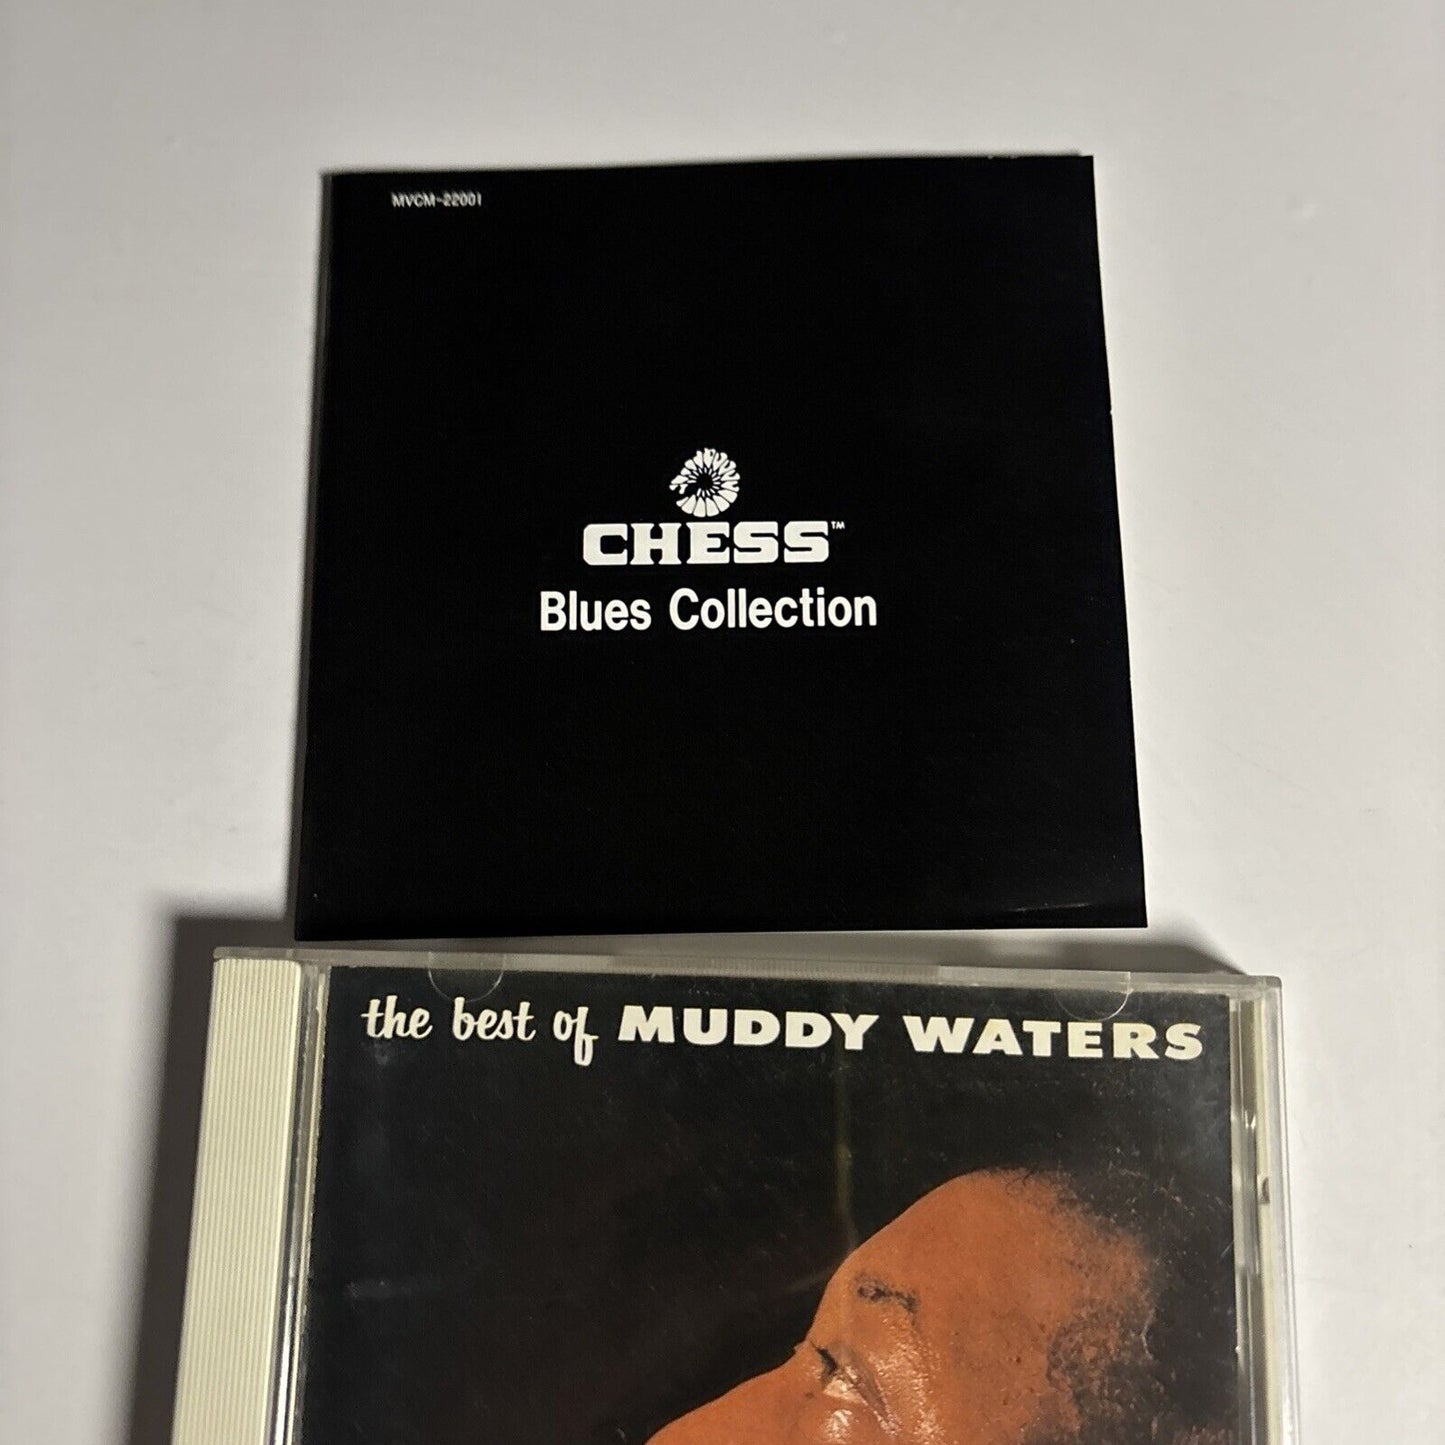 MVCM-22001
CHESS™
Blues Collection
the best of MUDDY WATERS